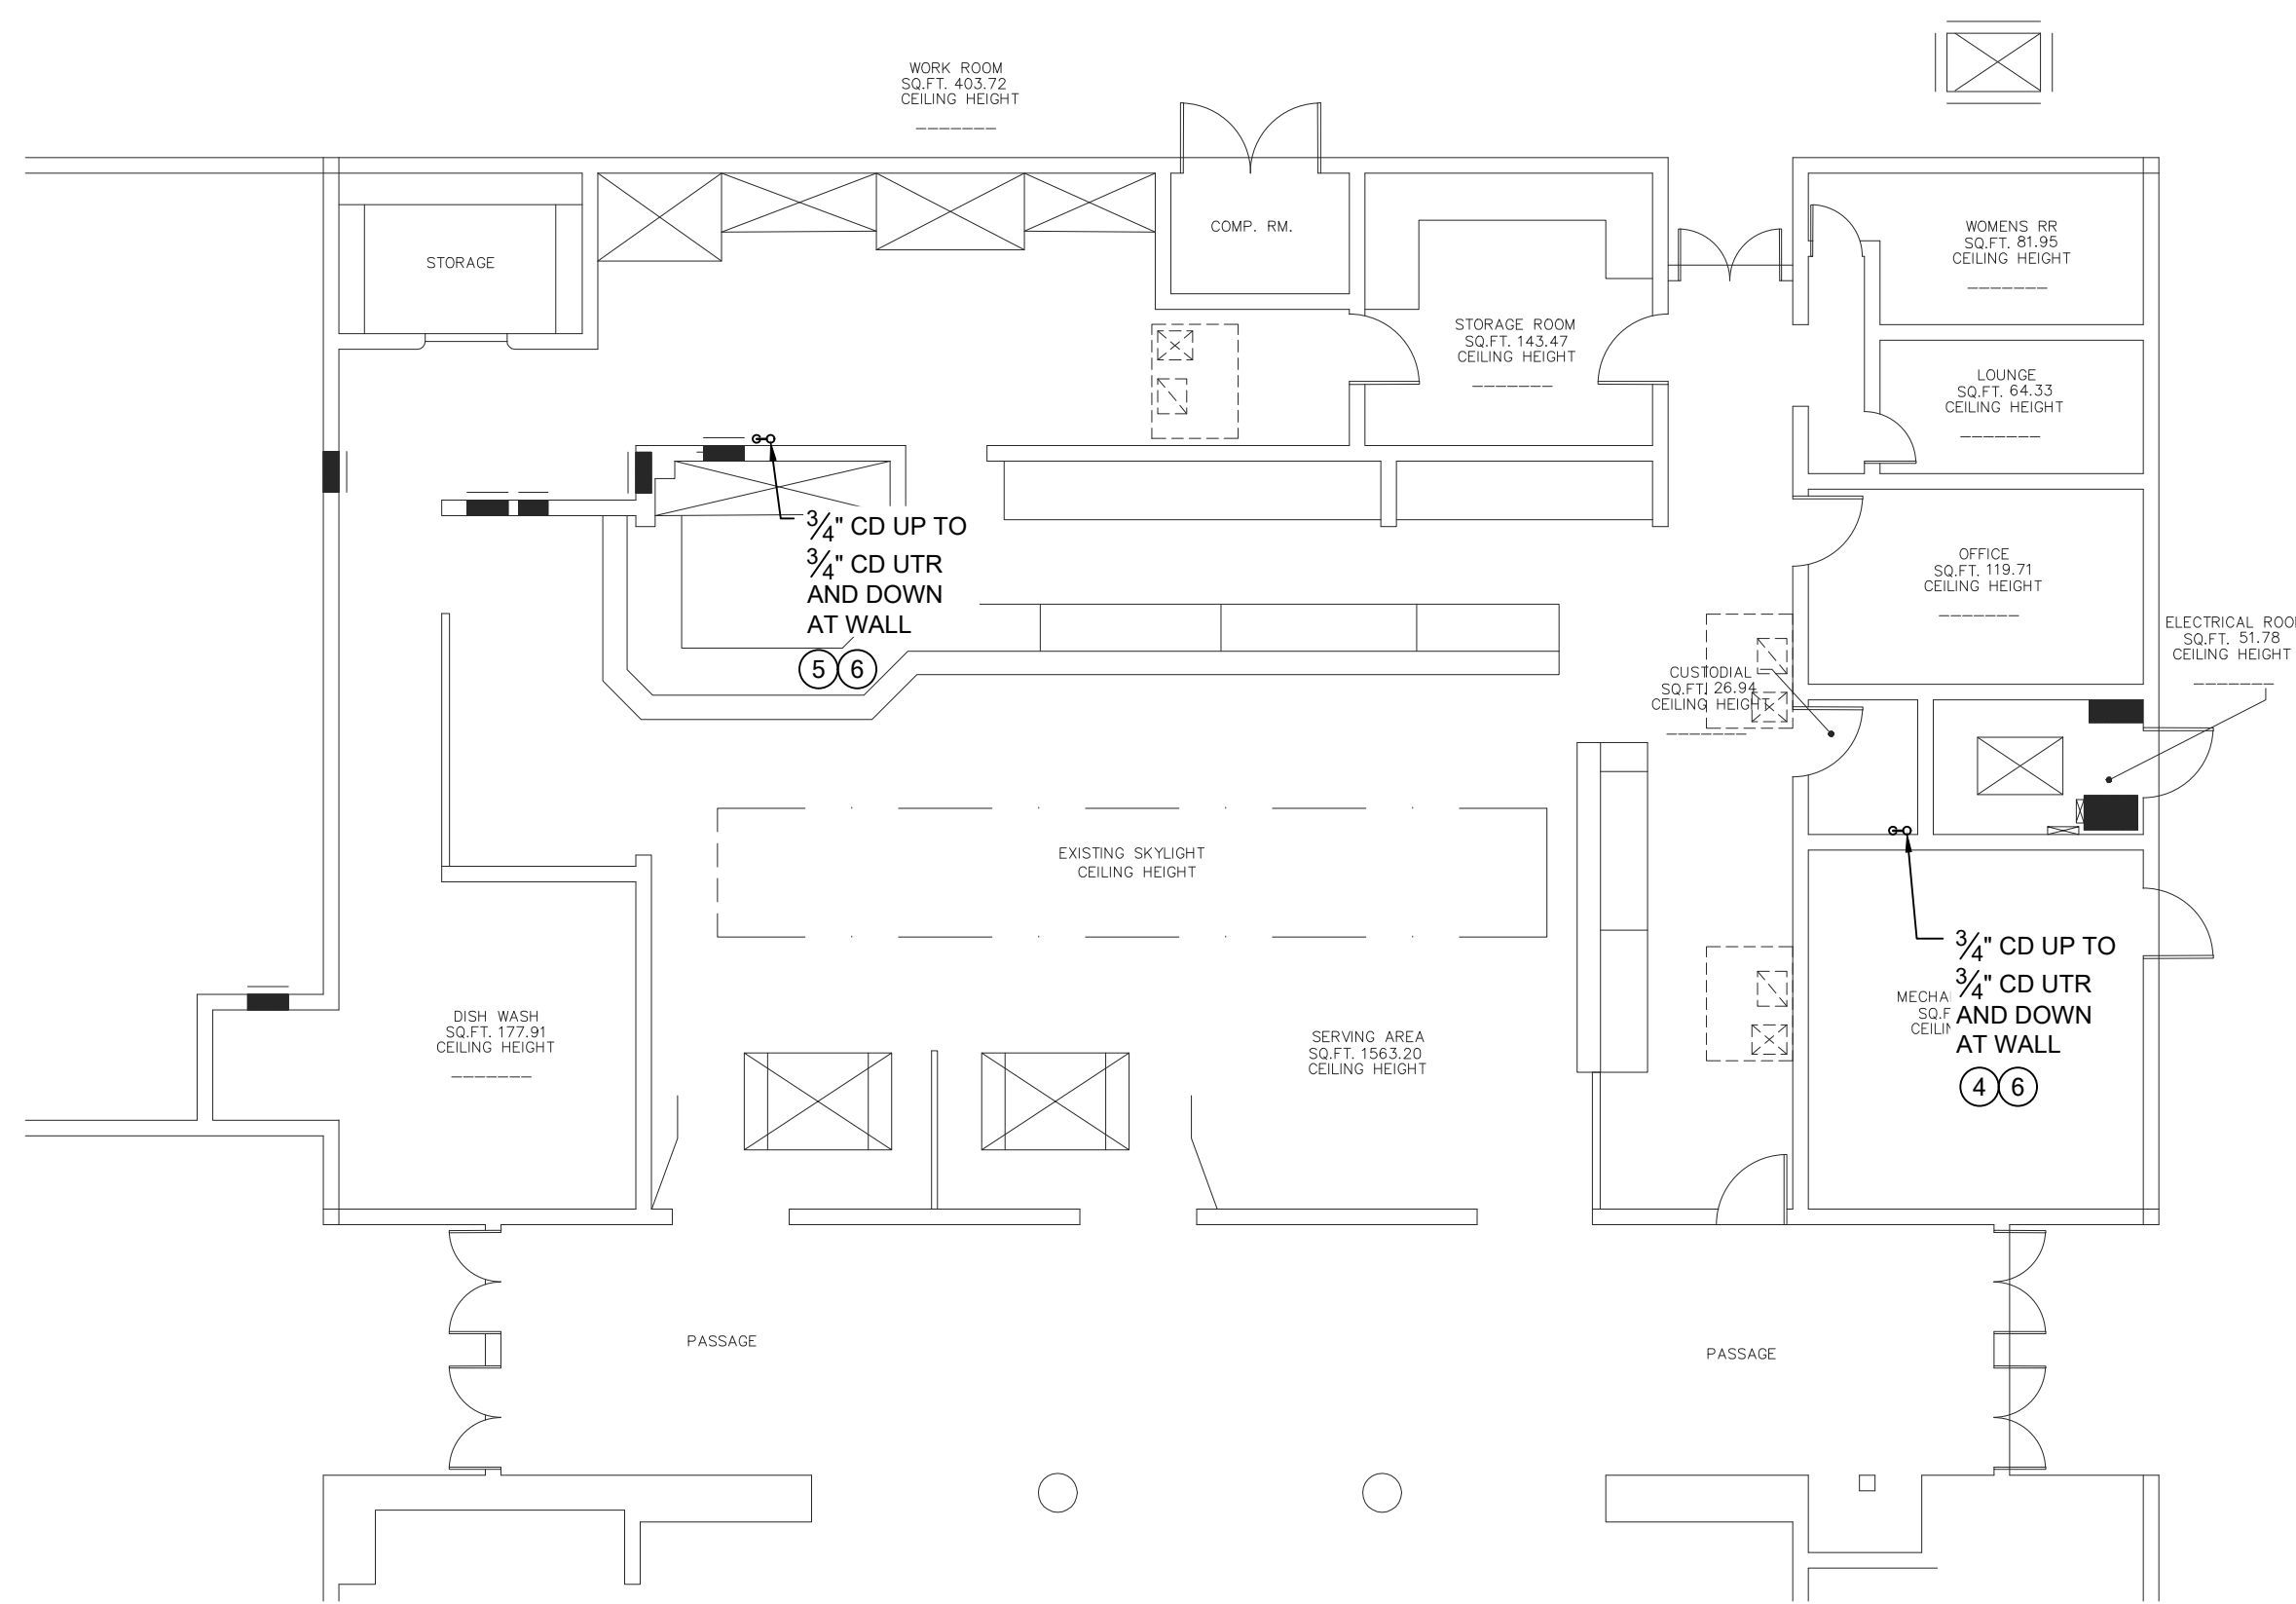 WORK ROOM
SQ.FT. 403.72
CEILING HEIGHT
STORAGE
COMP. RM.
WOMENS RR
SQ.FT. 81.95
CEILING HEIGHT
STORAGE ROOM
SQ.FT. 143.47
CEILING HEIGHT
LOUNGE
SQ.FT. 64.33
CEILING HEIGHT
3/4" CD UP TO
3/4" CD UTR
AND DOWN
AT WALL
5 6
OFFICE
SQ.FT. 119.71
CEILING HEIGHT
ELECTRICAL
SQ.FT. 51.78
CEILING HEIGHT
CUSTODIAL
SQ.FT. 26.94
CEILING HEIGHT
EXISTING SKYLIGHT
CEILING HEIGHT
3/4" CD UP TO
3/4" CD UTR
AND DOWN
AT WALL
4 6
DISH WASH
SQ.FT. 177.91
CEILING HEIGHT
SERVING AREA
SQ.FT. 1563.20
CEILING HEIGHT
PASSAGE
PASSAGE